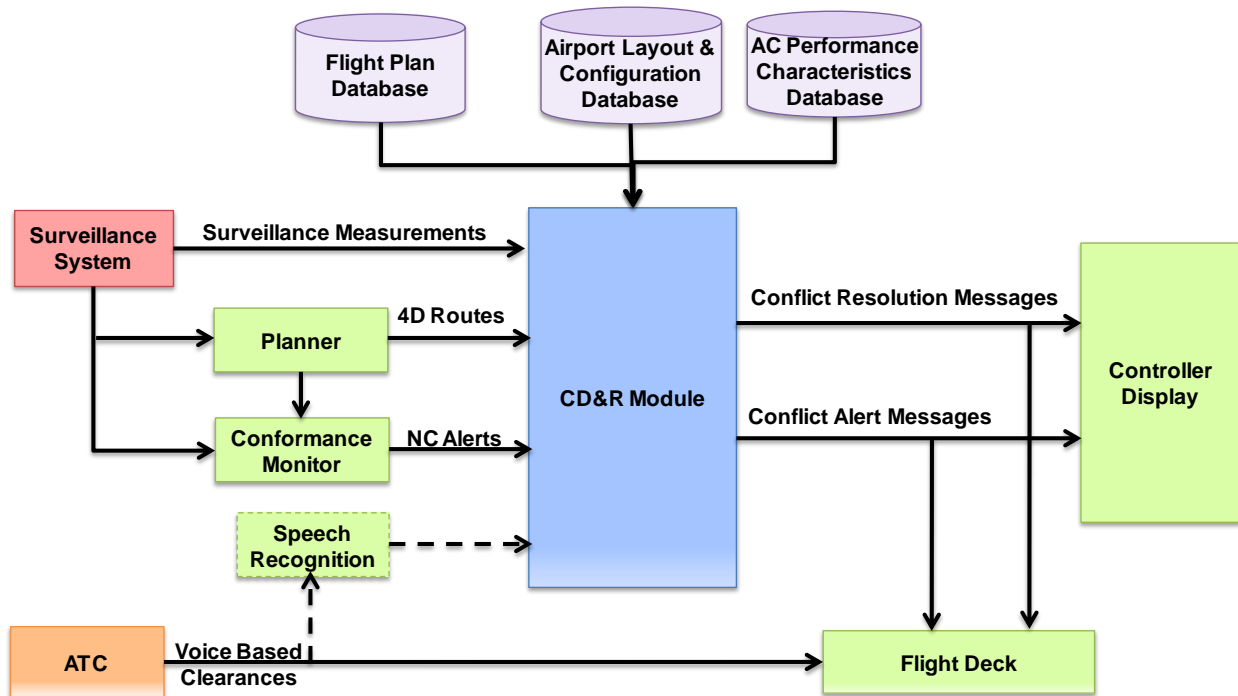 Flight Plan
Database
Airport Layout &
Configuration
Database
AC Performance
Characteristics
Database
Surveillance
System
Surveillance Measurements
Planner
4D Routes
Conformance
Monitor
NC Alerts
Speech
Recognition
CD&R Module
Conflict Resolution Messages
Conflict Alert Messages
Controller
Display
ATC
Voice Based
Clearances
Flight Deck